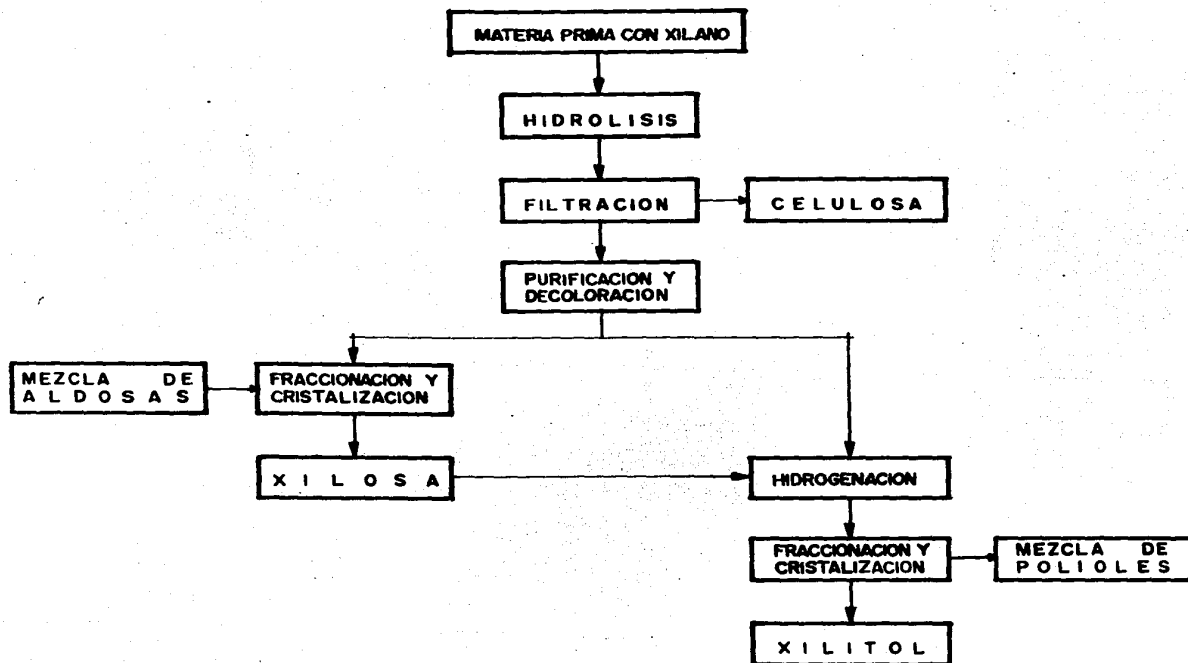 MATERIA PRIMA CON XILANO
HIDROLISIS
FILTRACION
CELULOSA
PURIFICACION Y
DECOLORACION
MEZCLA DE
ALDOSAS
FRACCIONACION Y
CRISTALIZACION
XILOSA
HIDROGENACION
FRACCIONACION Y
CRISTALIZACION
MEZCLA DE
POLIOLES
XILITOL